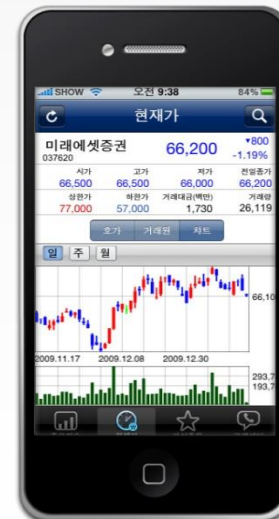 SHOW 오전 9:38 84%
현재가
미래에셋증권 66,200 ▼800
037620 -1.19%
시가 고가 저가 전일종가
66,500 66,500 66,000 66,200
상한가 하한가 거래대금(백만) 거래량
77,000 57,000 1,730 26,119
호가 거래원 차트
일 주 월
66,10
2009.11.17 2009.12.08 2009.12.30
293,7
193,7